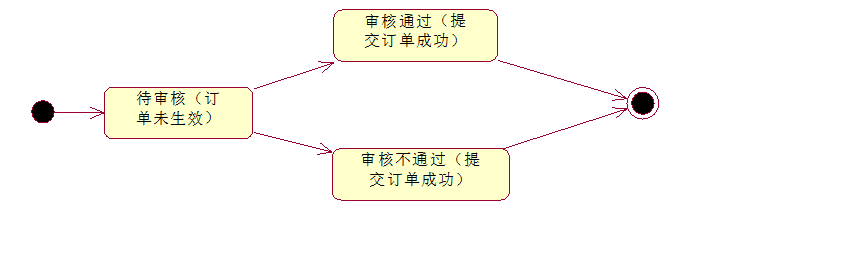 审核通过（提
交订单成功）
待审核（订
单未生效）
审核不通过（提
交订单成功）